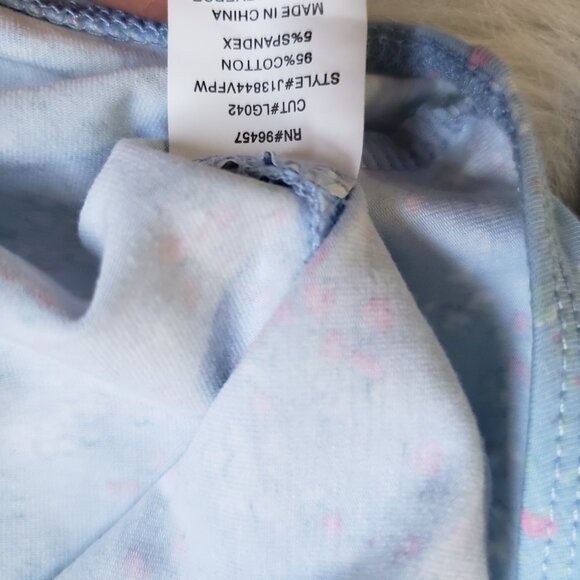 RN#96457
CUT#LG042
STYLE#J13844VFPW
95%COTTON
5%SPANDEX
MADE IN CHINA